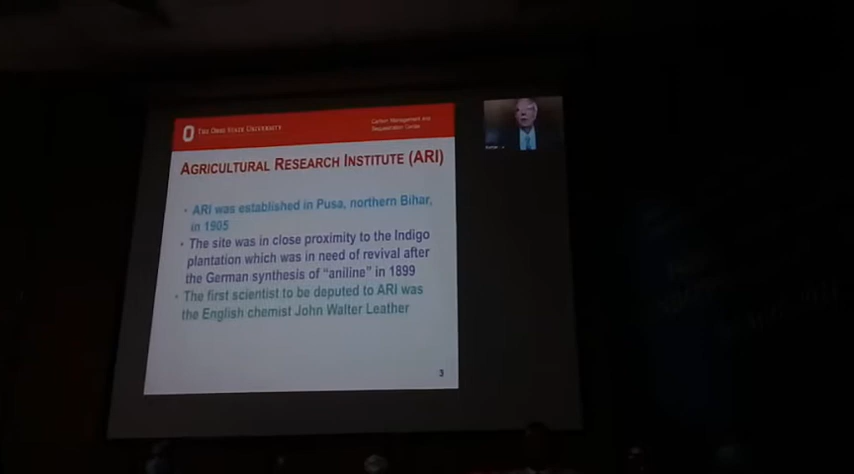 THE OHIO STATE UNIVERSITY
Carbon Management and
Sequestration Center
AGRICULTURAL RESEARCH INSTITUTE (ARI)
• ARI was established in Pusa, northern Bihar,
in 1905
• The site was in close proximity to the Indigo
plantation which was in need of revival after
the German synthesis of “aniline” in 1899
• The first scientist to be deputed to ARI was
the English chemist John Walter Leather
3